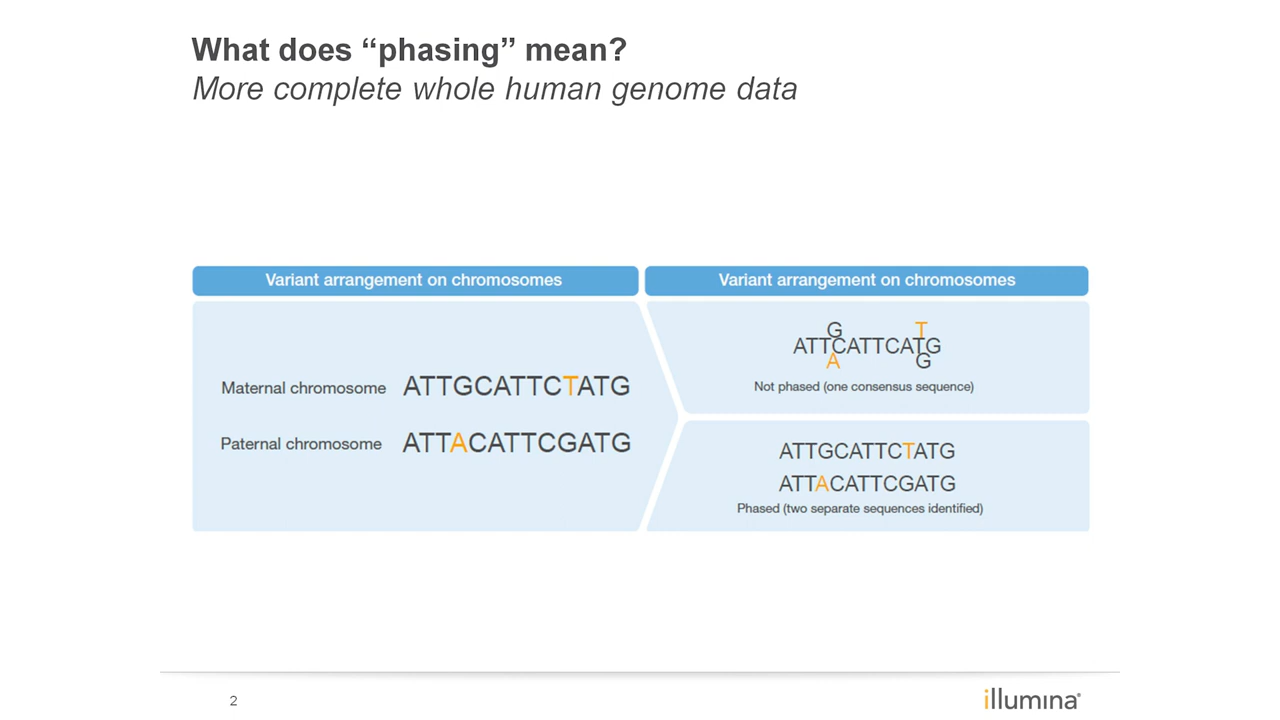 What does “phasing” mean?
More complete whole human genome data
Variant arrangement on chromosomes
Maternal chromosome ATTGCATTCTATG
Paternal chromosome ATTACATTCGATG
Variant arrangement on chromosomes
G T
ATTCATTCATG
A G
Not phased (one consensus sequence)
ATTGCATTCTATG
ATTACATTCGATG
Phased (two separate sequences identified)
2
illumina®